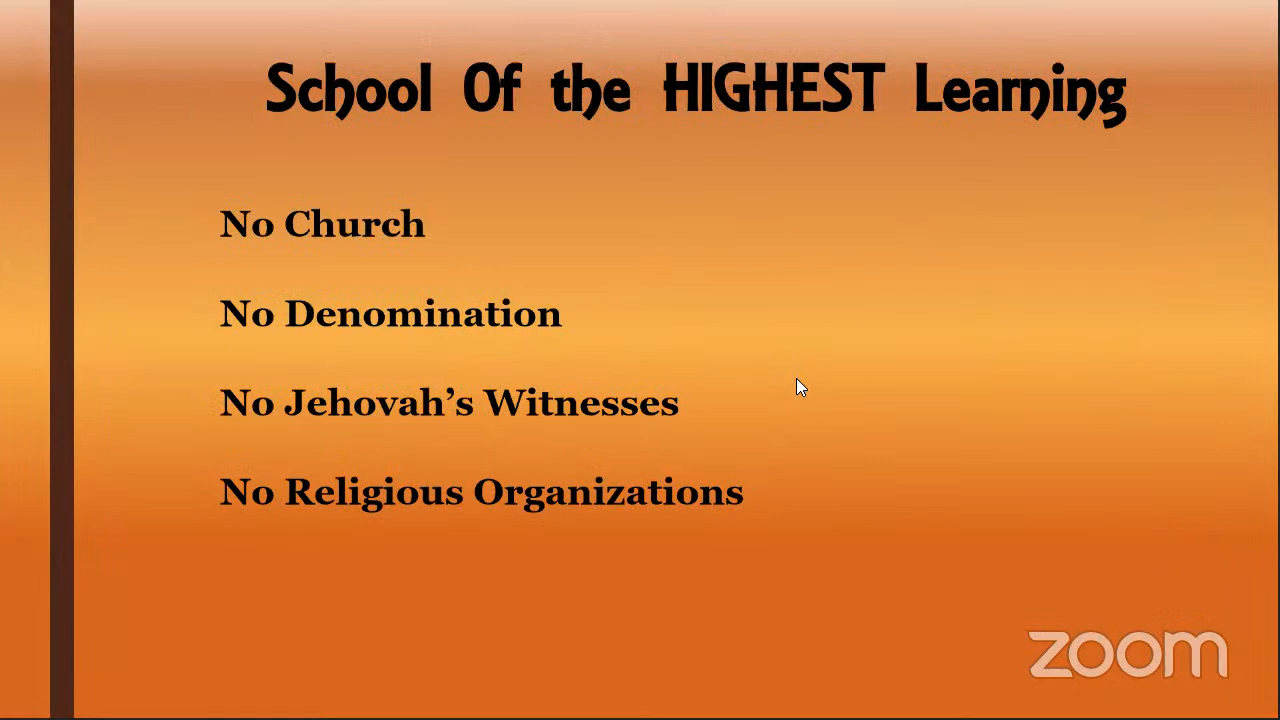 School Of the HIGHEST Learning
No Church
No Denomination
No Jehovah’s Witnesses
No Religious Organizations
zoom